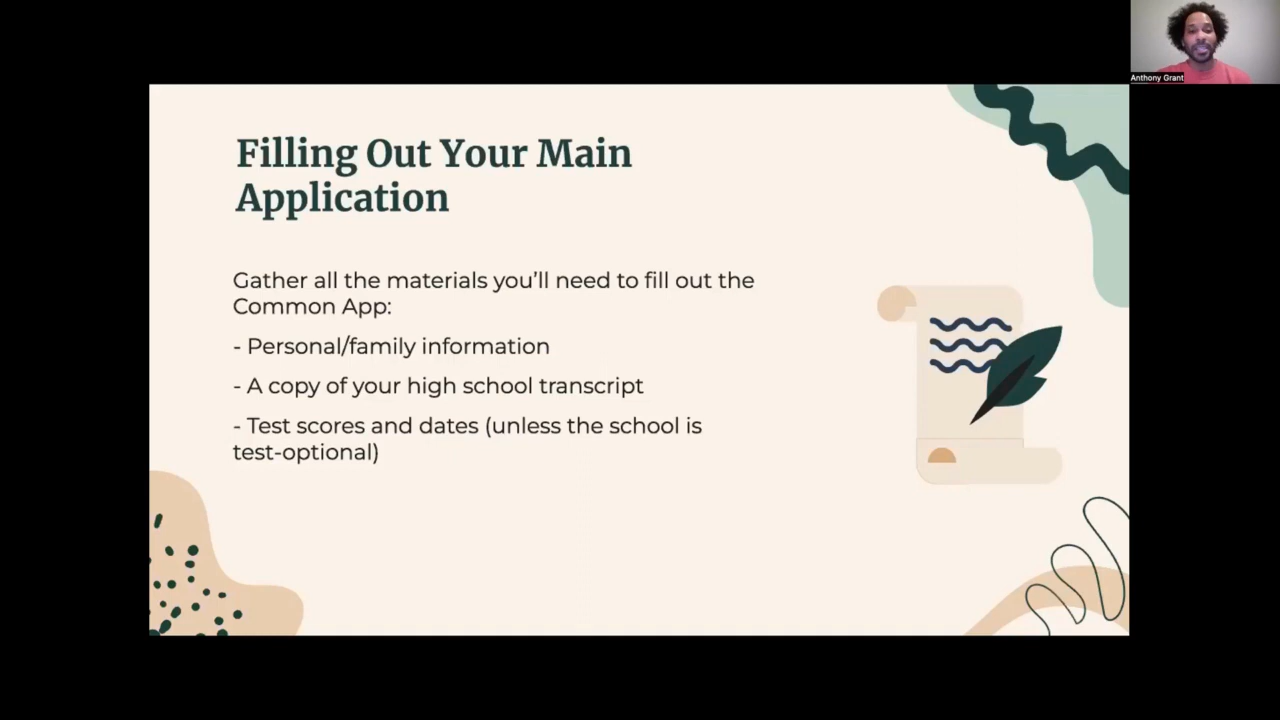 Anthony Grant
Filling Out Your Main
Application
Gather all the materials you'll need to fill out the
Common App:
- Personal/family information
- A copy of your high school transcript
- Test scores and dates (unless the school is
test-optional)